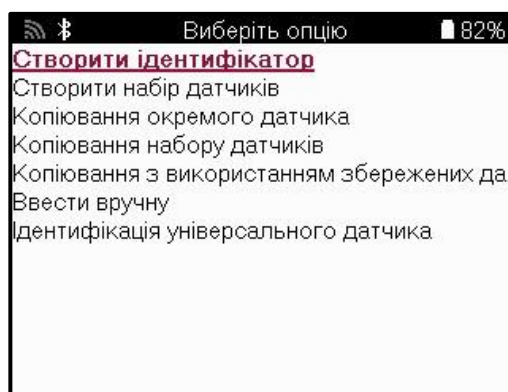 Виберіть опцію 82%
Створити ідентифікатор
Створити набір датчиків
Копіювання окремого датчика
Копіювання набору датчиків
Копіювання з використанням збережених да
Ввести вручну
Ідентифікація універсального датчика